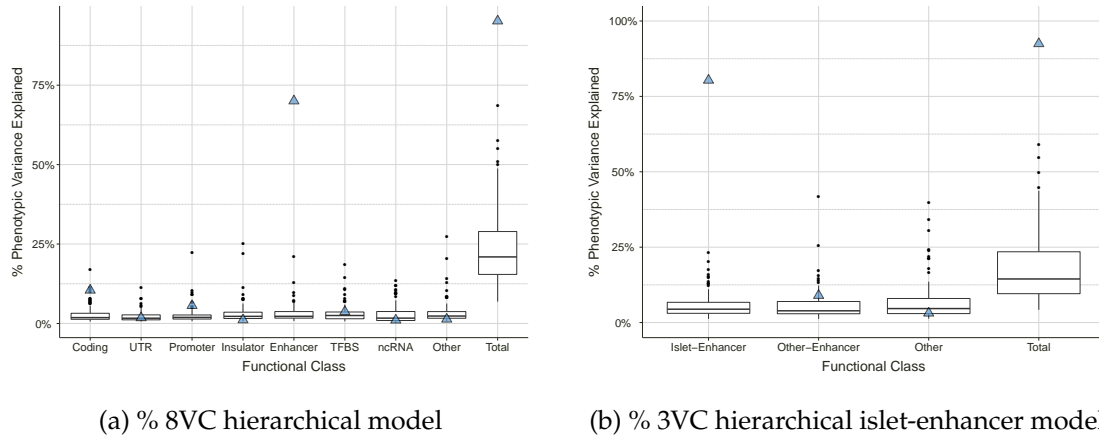 % Phenotypic Variance Explained
75%
50%
25%
0%
Coding UTR Promoter Insulator Enhancer TFBS ncRNA Other Total
Functional Class
(a) % 8VC hierarchical model
% Phenotypic Variance Explained
100%
75%
50%
25%
0%
Islet−Enhancer Other−Enhancer Other Total
Functional Class
(b) % 3VC hierarchical islet-enhancer model